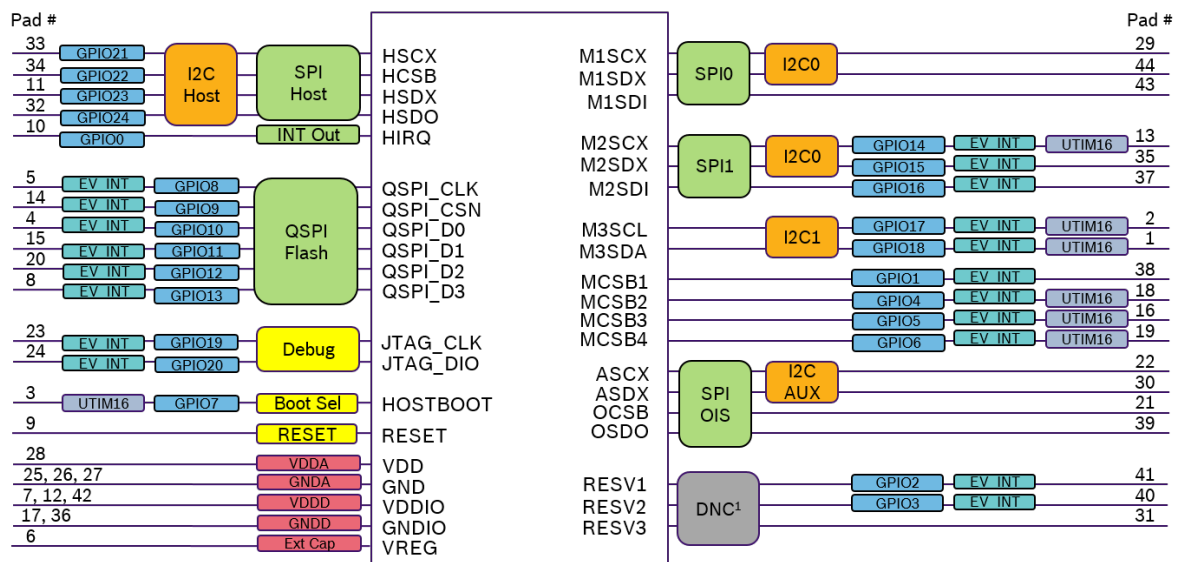 Pad # Pad #
33 GPIO21 HSCX M1SCX 29
34 GPIO22 I2C Host SPI Host HCSB M1SDX SPI0 I2C0 44
11 GPIO23 HSDX M1SDI 43
32 GPIO24 HSDO
10 GPIO0 INT Out HIRQ
M2SCX GPIO14 EV_INT UTIM16 13
M2SDX SPI1 I2C0 GPIO15 EV_INT 35
5 EV_INT GPIO8 QSPI_CLK M2SDI GPIO16 EV_INT 37
14 EV_INT GPIO9 QSPI_CSN
4 EV_INT GPIO10 QSPI Flash QSPI_D0 M3SCL I2C1 GPIO17 EV_INT UTIM16 2
15 EV_INT GPIO11 QSPI_D1 M3SDA GPIO18 EV_INT UTIM16 1
20 EV_INT GPIO12 QSPI_D2 MCSB1 GPIO1 EV_INT 38
8 EV_INT GPIO13 QSPI_D3 MCSB2 GPIO4 EV_INT UTIM16 18
MCSB3 GPIO5 EV_INT UTIM16 16
23 EV_INT GPIO19 Debug JTAG_CLK MCSB4 GPIO6 EV_INT UTIM16 19
24 EV_INT GPIO20 JTAG_DIO
ASCX I2C AUX 22
ASDX SPI OIS 30
3 UTIM16 GPIO7 Boot Sel HOSTBOOT OCSB 21
9 RESET RESET OSDO 39
28 VDDA VDD
25, 26, 27 GNDA GND RESV1 DNC1 GPIO2 EV_INT 41
7, 12, 42 VDDD VDDIO RESV2 GPIO3 EV_INT 40
17, 36 GNDD GNDIO RESV3 31
6 Ext Cap VREG